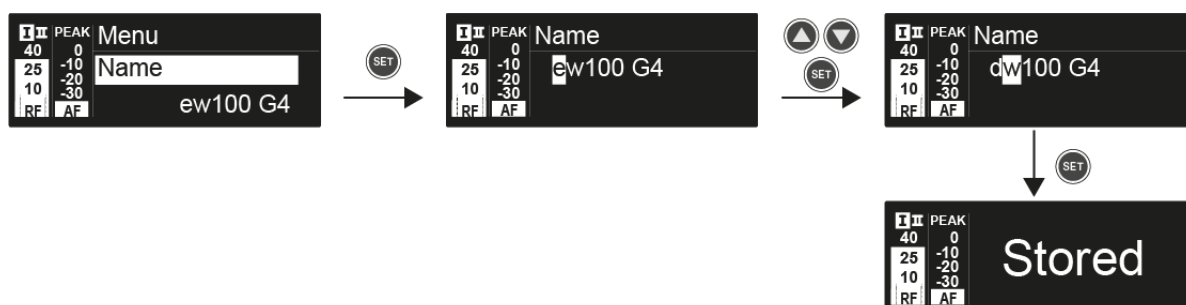 I II PEAK Menu
40 0
25 -10 Name
-20
10 -30
RF AF ew100 G4
SET
I II PEAK Name
40 0
25 -10 ew100 G4
-20
10 -30
RF AF
SET
I II PEAK Name
40 0
25 -10 dw100 G4
-20
10 -30
RF AF
SET
I II PEAK
40 0
25 -10 Stored
-20
10 -30
RF AF